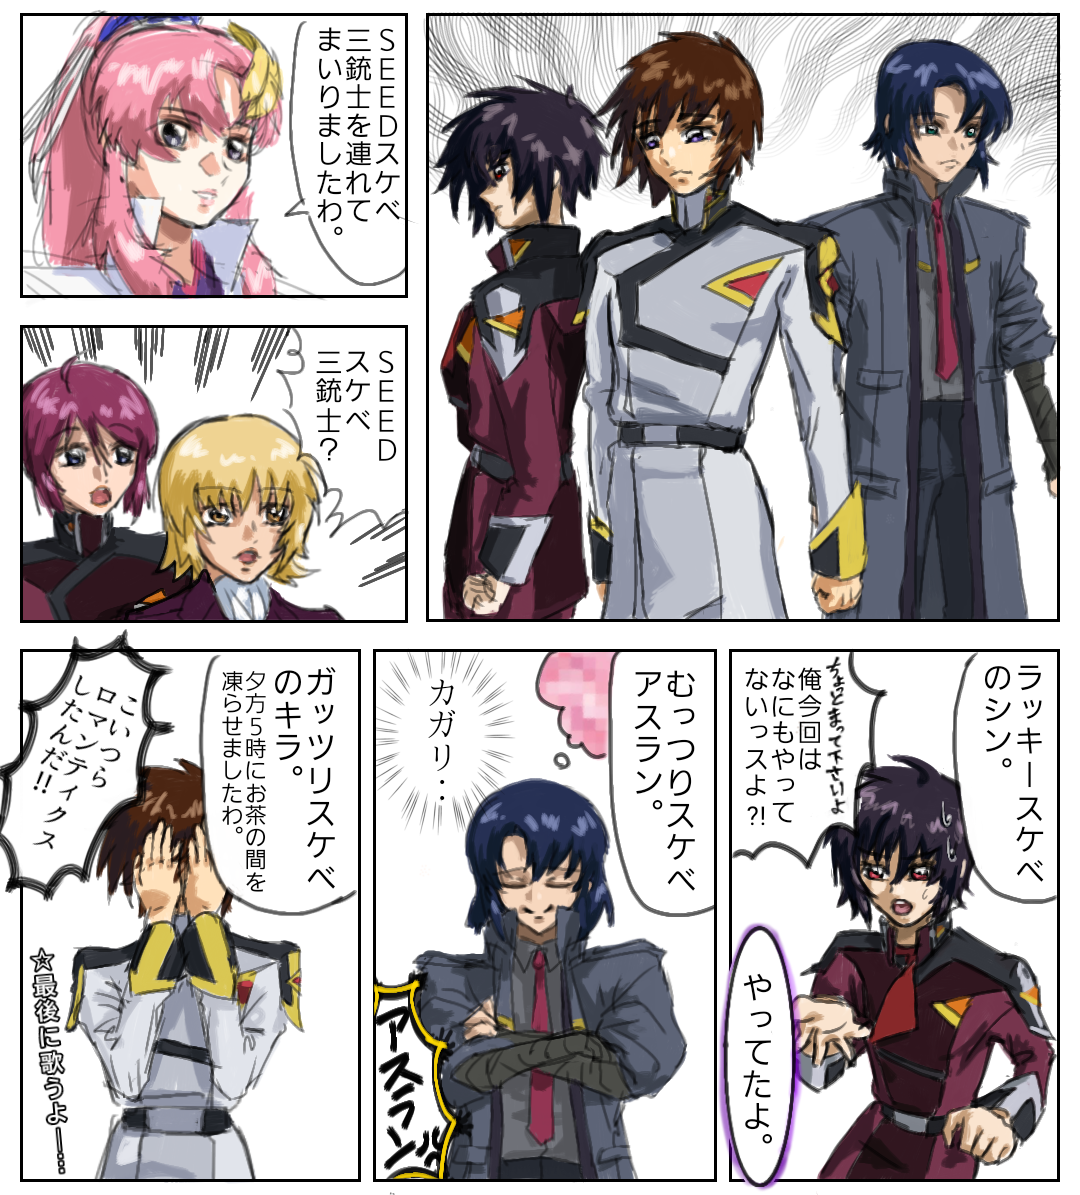 SEEDスケベ
三銃士を連れて
まいりましたわ。
SEED
スケベ
三銃士？
ラッキースケベ
のシン。
ちょっとまって下さいよ
俺今回は
なにもやって
ないっスよ?!
やってたよ。
むっつりスケベ
アスラン。
カガリ‥
アスランッ
ガッツリスケベ
のキラ。
夕方5時にお茶の間を
凍らせましたわ。
こいつら
ロマンティクス
したんだ!!
☆最後に歌うよー…